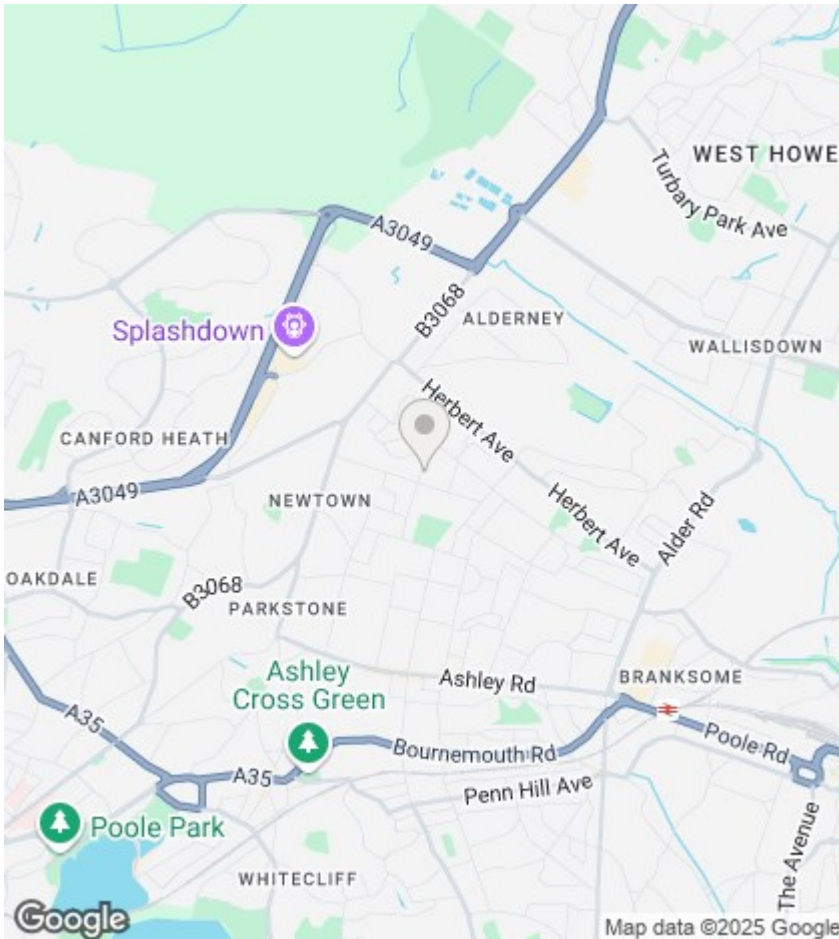 WEST HOWE
Turbary Park Ave
A3049
B3068
ALDERNEY
Splashdown
WALLISDOWN
Herbert Ave
CANFORD HEATH
A3049
NEWTOWN
Herbert Ave
Alder Rd
OAKDALE
B3068
PARKSTONE
Ashley
Cross Green
Ashley Rd
BRANKSOME
A35
Bournemouth Rd
Poole Rd
A35
Penn Hill Ave
Poole Park
The Avenue
WHITECLIFF
Google
Map data ©2025 Google